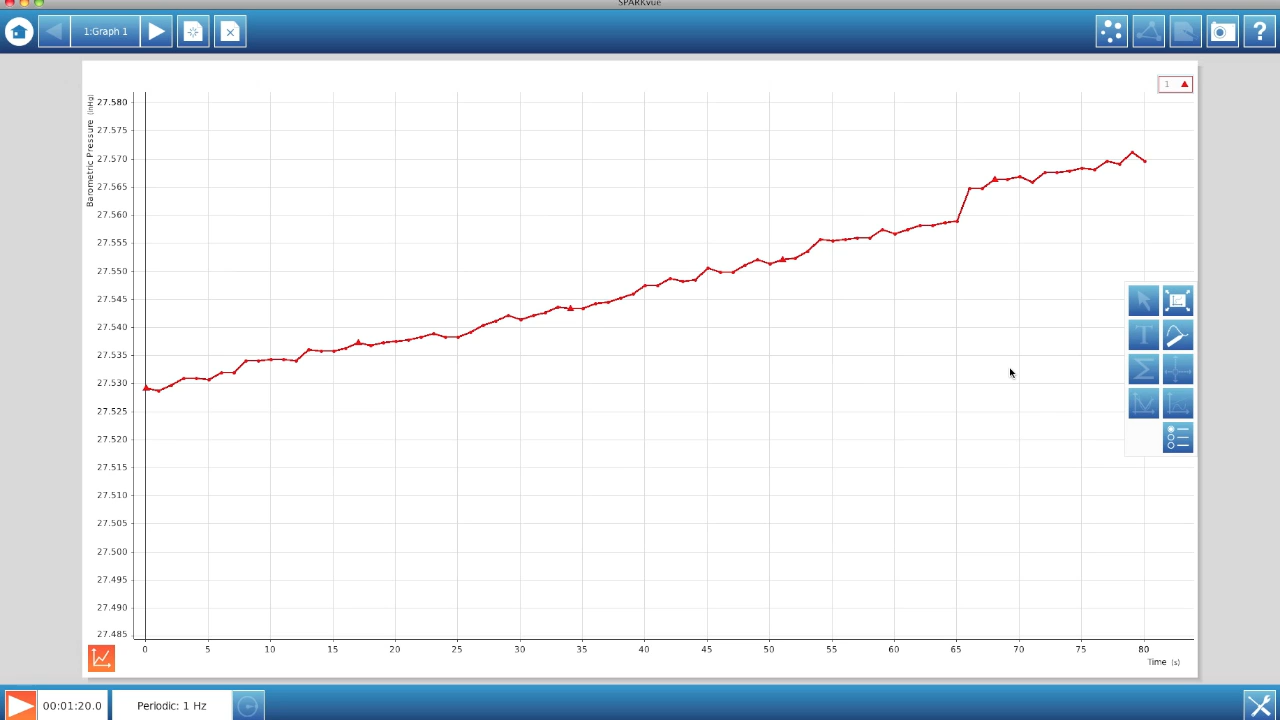 SPARKvue
1:Graph 1
?
1
Barometric Pressure (inHg)
27.580
27.575
27.570
27.565
27.560
27.555
27.550
27.545
27.540
27.535
27.530
27.525
27.520
27.515
27.510
27.505
27.500
27.495
27.490
27.485
T
Σ
0 5 10 15 20 25 30 35 40 45 50 55 60 65 70 75 80
Time (s)
00:01:20.0
Periodic: 1 Hz